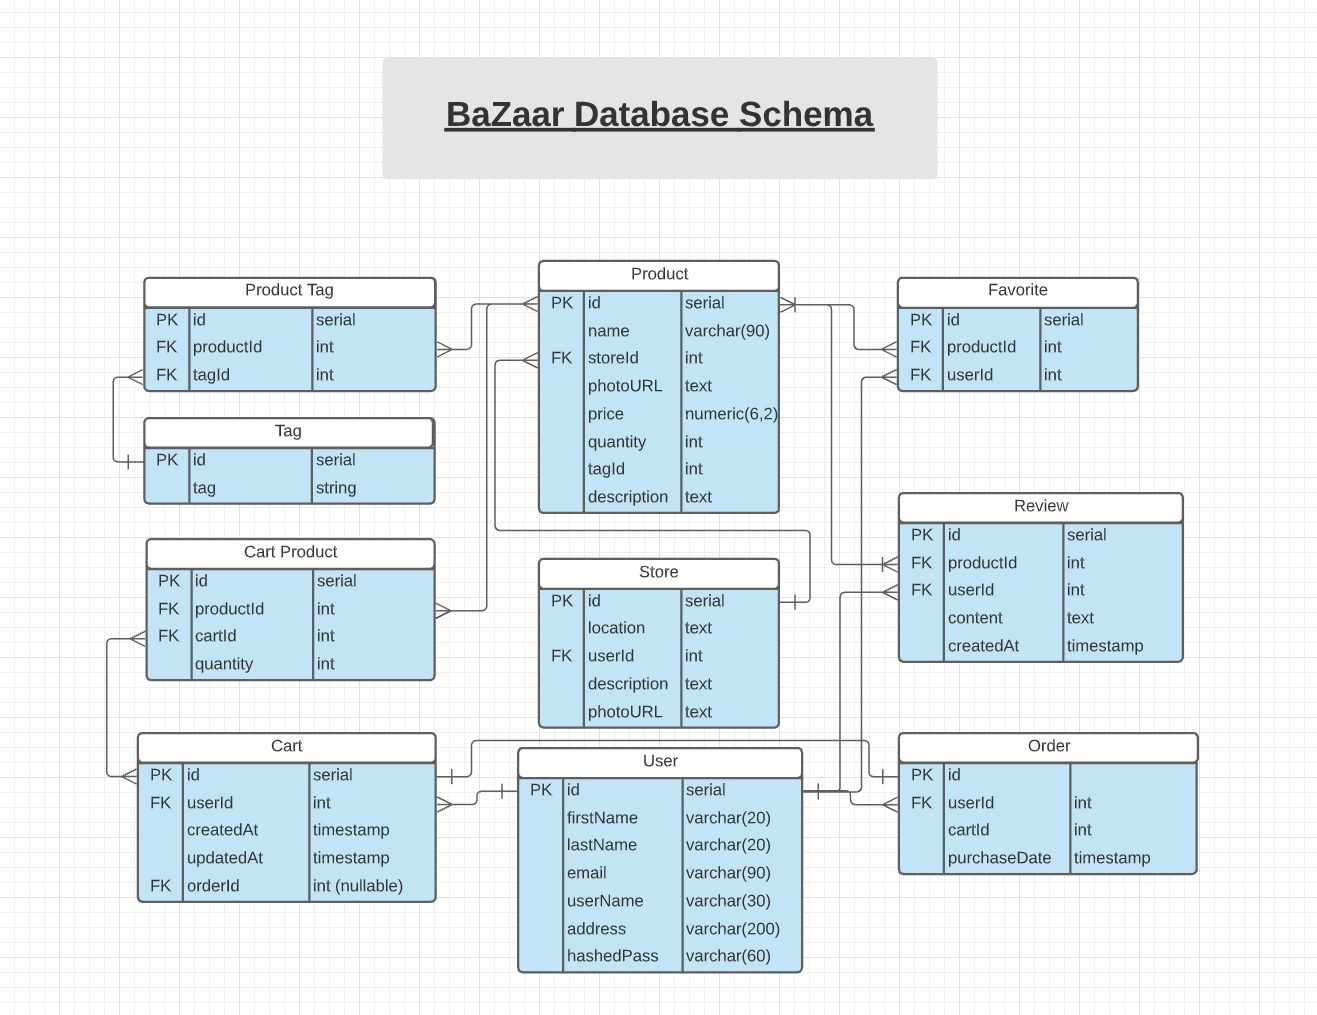 BaZaar Database Schema
Product Tag
PK id serial
FK productId int
FK tagId int
Tag
PK id serial
tag string
Cart Product
PK id serial
FK productId int
FK cartId int
quantity int
Cart
PK id serial
FK userId int
createdAt timestamp
updatedAt timestamp
FK orderId int (nullable)
Product
PK id serial
name varchar(90)
FK storeId int
photoURL text
price numeric(6,2)
quantity int
tagId int
description text
Store
PK id serial
location text
FK userId int
description text
photoURL text
User
PK id serial
firstName varchar(20)
lastName varchar(20)
email varchar(90)
userName varchar(30)
address varchar(200)
hashedPass varchar(60)
Favorite
PK id serial
FK productId int
FK userId int
Review
PK id serial
FK productId int
FK userId int
content text
createdAt timestamp
Order
PK id
FK userId int
cartId int
purchaseDate timestamp